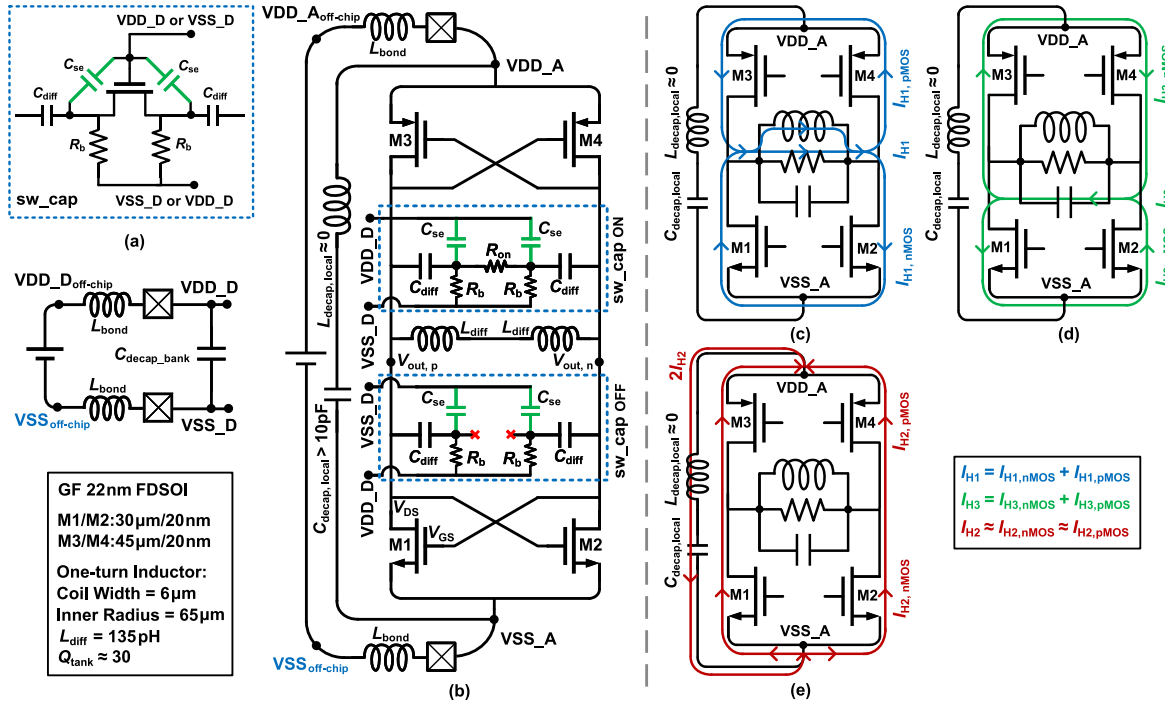 VDD_D or VSS_D
Cse
Cse
Cdiff
Cdiff
Rb
Rb
sw_cap
VSS_D or VDD_D
(a)
VDD_Doff-chip
VDD_D
Lbond
Cdecap_bank
Lbond
VSSoff-chip
VSS_D
GF 22nm FDSOI
M1/M2:30µm/20nm
M3/M4:45µm/20nm
One-turn Inductor:
Coil Width = 6µm
Inner Radius = 65µm
Ldiff = 135pH
Qtank ≈ 30
VDD_Aoff-chip
Lbond
VDD_A
M3
M4
Ldecap,local ≈ 0
VDD_D
Cse
Cse
Ron
Cdiff
Cdiff
Rb
Rb
sw_cap ON
VSS_D
Ldiff
Ldiff
Vout, p
Vout, n
VSS_D
Cse
Cse
Cdiff
Cdiff
Rb
Rb
sw_cap OFF
VDD_D
Cdecap, local > 10pF
VDS
VGS
M1
M2
Lbond
VSS_A
VSSoff-chip
(b)
VDD_A
M3
M4
IH1, pMOS
Ldecap,local ≈ 0
IH1
Cdecap,local
M1
M2
IH1, nMOS
VSS_A
(c)
VDD_A
M3
M4
Ldecap,local ≈ 0
Cdecap,local
M1
M2
VSS_A
(d)
2IH2
VDD_A
M3
M4
IH2, pMOS
Ldecap,local ≈ 0
Cdecap,local
M1
M2
IH2, nMOS
VSS_A
(e)
IH1 = IH1,nMOS + IH1,pMOS
IH3 = IH3,nMOS + IH3,pMOS
IH2 ≈ IH2,nMOS ≈ IH2,pMOS